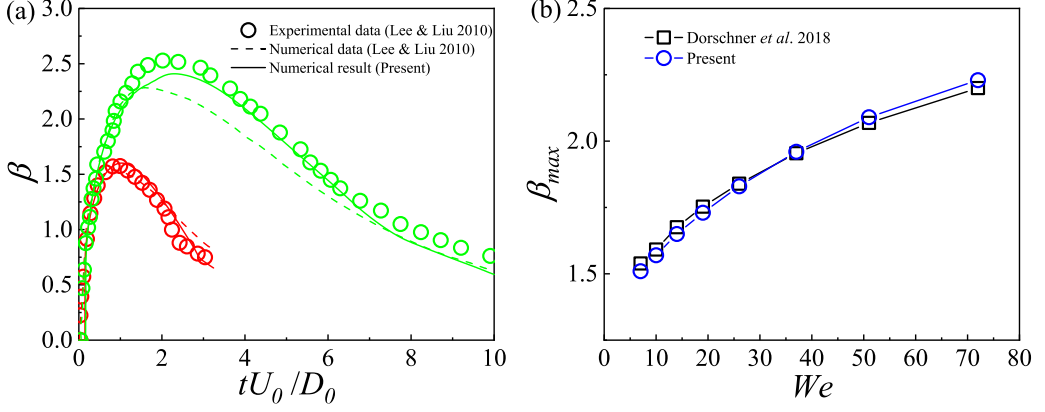 (a)
3.0
2.5
2.0
1.5
1.0
0.5
0.0
β
Experimental data (Lee & Liu 2010)
Numerical data (Lee & Liu 2010)
Numerical result (Present)
0 2 4 6 8 10
tU0 /D0
(b)
2.5
2.0
1.5
βmax
Dorschner et al. 2018
Present
0 10 20 30 40 50 60 70 80
We